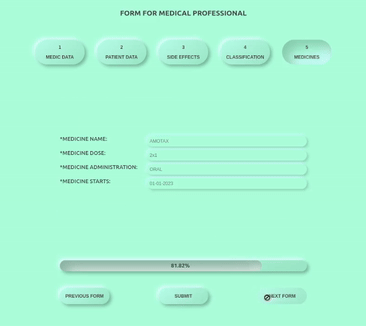 FORM FOR MEDICAL PROFESSIONAL
1
MEDIC DATA
2
PATIENT DATA
3
SIDE EFFECTS
4
CLASSIFICATION
5
MEDICINES
*MEDICINE NAME: AMOTAX
*MEDICINE DOSE: 2x1
*MEDICINE ADMINISTRATION: ORAL
*MEDICINE STARTS: 01-01-2023
81.82%
PREVIOUS FORM SUBMIT NEXT FORM